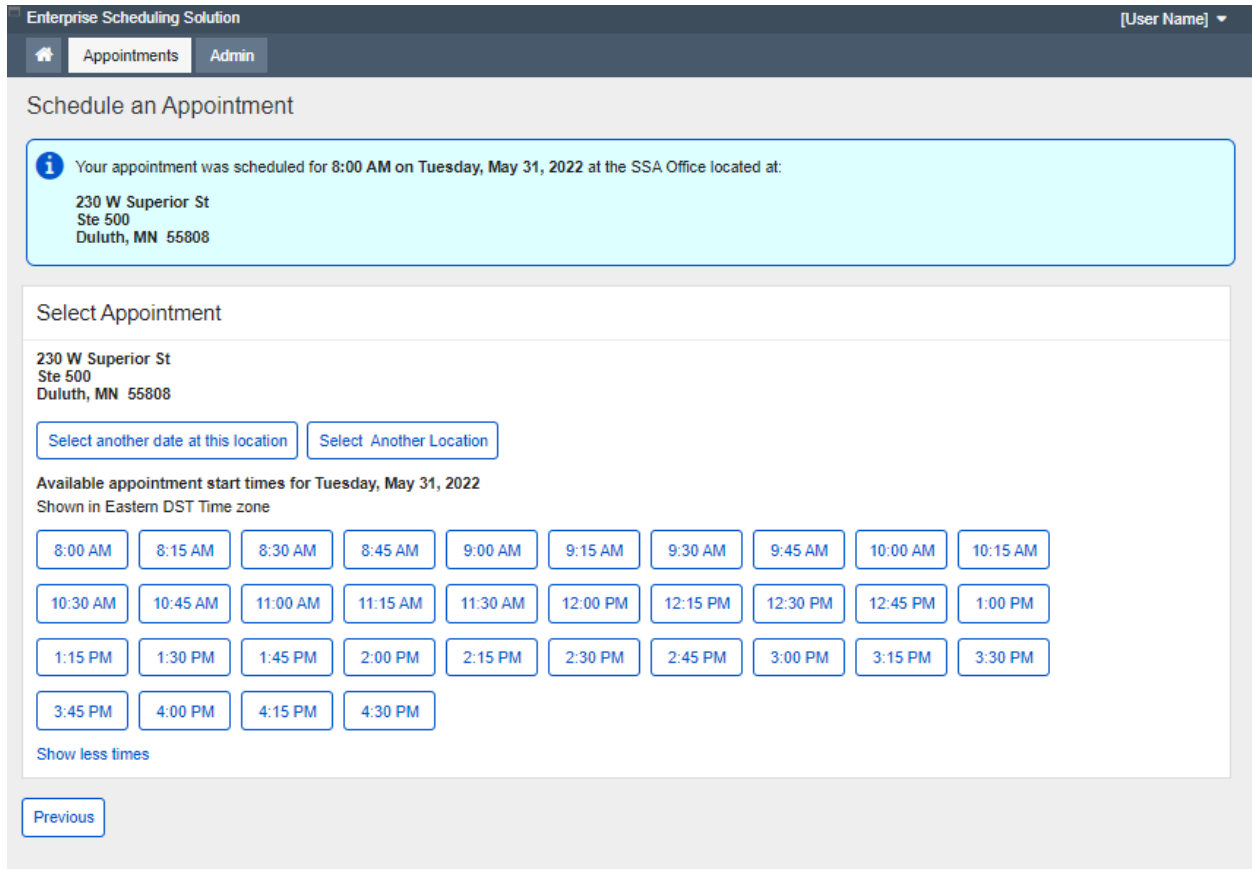 Enterprise Scheduling Solution [User Name]
Appointments Admin
Schedule an Appointment
Your appointment was scheduled for 8:00 AM on Tuesday, May 31, 2022 at the SSA Office located at:
230 W Superior St
Ste 500
Duluth, MN 55808
Select Appointment
230 W Superior St
Ste 500
Duluth, MN 55808
Select another date at this location Select Another Location
Available appointment start times for Tuesday, May 31, 2022
Shown in Eastern DST Time zone
8:00 AM 8:15 AM 8:30 AM 8:45 AM 9:00 AM 9:15 AM 9:30 AM 9:45 AM 10:00 AM 10:15 AM
10:30 AM 10:45 AM 11:00 AM 11:15 AM 11:30 AM 12:00 PM 12:15 PM 12:30 PM 12:45 PM 1:00 PM
1:15 PM 1:30 PM 1:45 PM 2:00 PM 2:15 PM 2:30 PM 2:45 PM 3:00 PM 3:15 PM 3:30 PM
3:45 PM 4:00 PM 4:15 PM 4:30 PM
Show less times
Previous